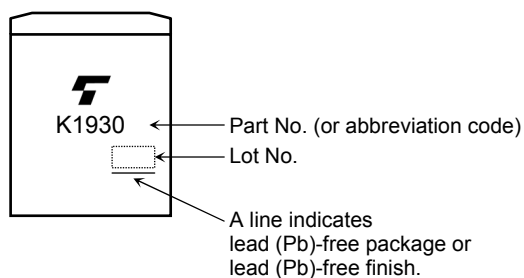 K1930
Part No. (or abbreviation code)
Lot No.
A line indicates
lead (Pb)-free package or
lead (Pb)-free finish.